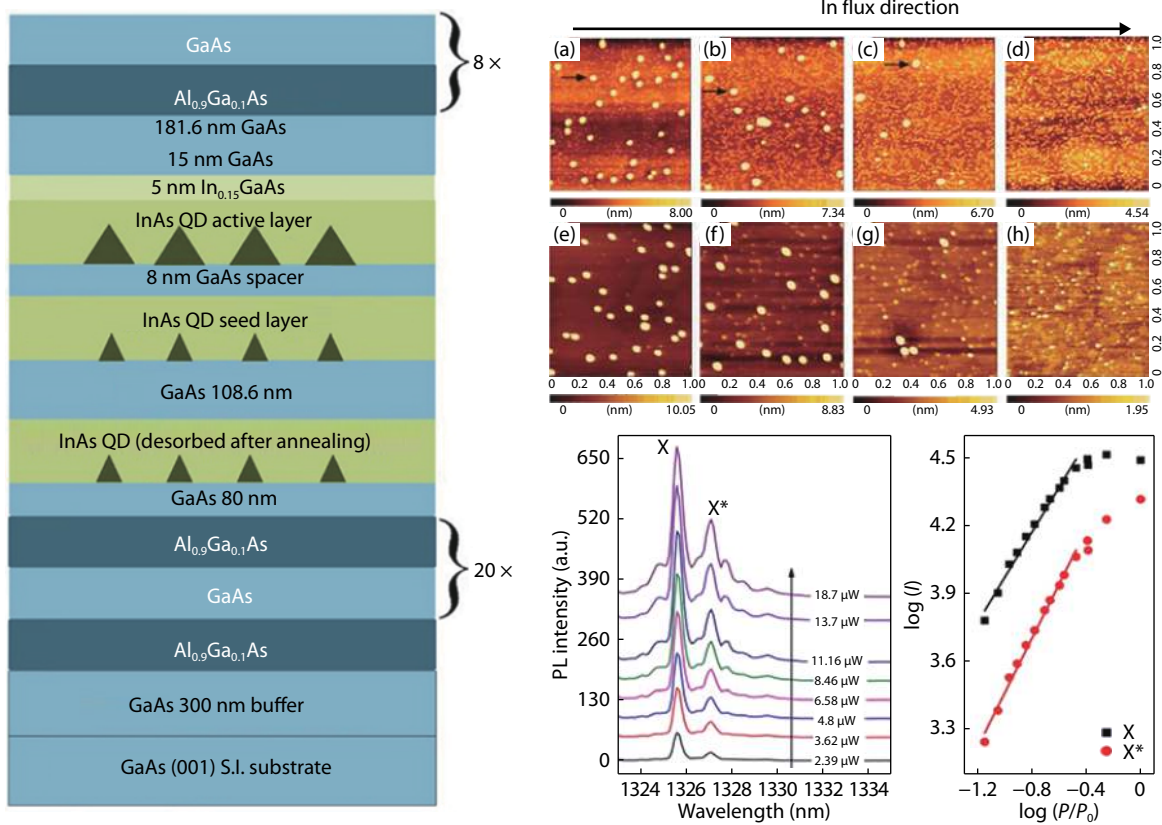 GaAs
8 ×
Al0.9Ga0.1As
181.6 nm GaAs
15 nm GaAs
5 nm In0.15GaAs
InAs QD active layer
8 nm GaAs spacer
InAs QD seed layer
GaAs 108.6 nm
InAs QD (desorbed after annealing)
GaAs 80 nm
Al0.9Ga0.1As
20 ×
GaAs
Al0.9Ga0.1As
GaAs 300 nm buffer
GaAs (001) S.I. substrate
In flux direction
(a) (b) (c) (d)
1.0
0.8
0.6
0.4
0.2
0
0 (nm) 8.00 0 (nm) 7.34 0 (nm) 6.70 0 (nm) 4.54
(e) (f) (g) (h)
1.0
0.8
0.6
0.4
0.2
0
0 0.2 0.4 0.6 0.8 1.0 0 0.2 0.4 0.6 0.8 1.0 0 0.2 0.4 0.6 0.8 1.0 0 0.2 0.4 0.6 0.8 1.0
0 (nm) 10.05 0 (nm) 8.83 0 (nm) 4.93 0 (nm) 1.95
PL intensity (a.u.)
650
520
390
260
130
0
X
X*
18.7 μW
13.7 μW
11.16 μW
8.46 μW
6.58 μW
4.8 μW
3.62 μW
2.39 μW
1324 1326 1328 1330 1332 1334
Wavelength (nm)
log (I)
4.5
4.2
3.9
3.6
3.3
X
X*
−1.2 −0.8 −0.4 0
log (P/P0)